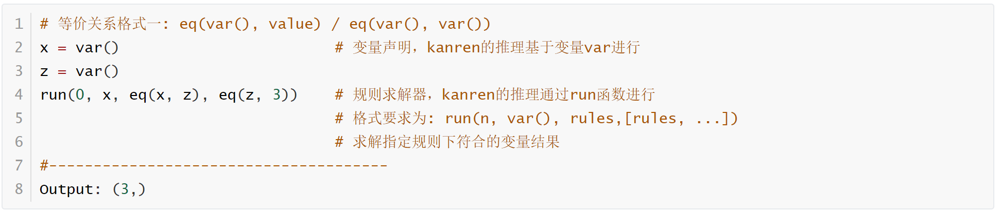 1 # 等价关系格式一: eq(var(), value) / eq(var(), var())
2 x = var() # 变量声明，kanren的推理基于变量var进行
3 z = var()
4 run(0, x, eq(x, z), eq(z, 3)) # 规则求解器，kanren的推理通过run函数进行
5 # 格式要求为: run(n, var(), rules,[rules, ...])
6 # 求解指定规则下符合的变量结果
7 #--------------------------------------
8 Output: (3,)